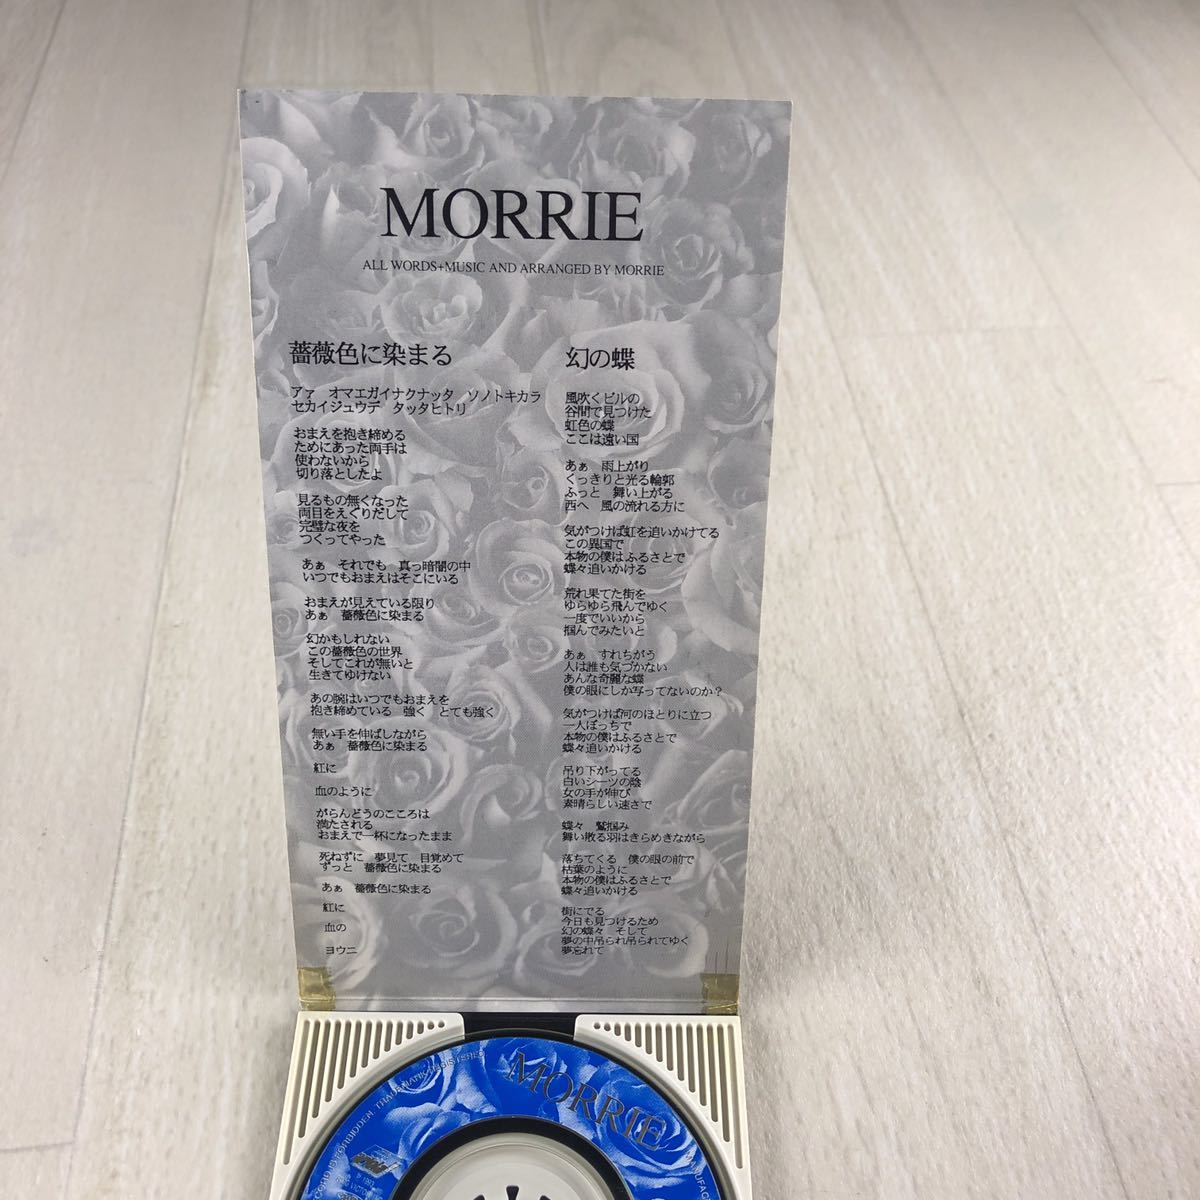 MORRIE
ALL WORDS+MUSIC AND ARRANGED BY MORRIE
薔薇色に染まる
アァ オマエガイナクナッタ ソノトキカラ
セカイジュウデ タッタヒトリ
おまえを抱き締める
ためにあった両手は
使わないから
切り落としたよ
見るもの無くなった
両目をえぐりだして
完璧な夜を
つくってやった
あぁ それでも 真っ暗闇の中
いつでもおまえはそこにいる
おまえが見えている限り
あぁ 薔薇色に染まる
幻かもしれない
この薔薇色の世界
そしてこれが無いと
生きてゆけない
あの腕はいつでもおまえを
抱き締めている 強く とても強く
無い手を伸ばしながら
あぁ 薔薇色に染まる
紅に
血のように
がらんどうのこころは
満たされる
おまえで一杯になったまま
死ねずに 夢見て 目覚めて
ずっと 薔薇色に染まる
あぁ 薔薇色に染まる
紅に
血の
ヨウニ
幻の蝶
風吹くビルの
谷間で見つけた
虹色の蝶
ここは遠い国
あぁ 雨上がり
くっきりと光る輪郭
ふっと 舞い上がる
西へ 風の流れる方に
気がつけば虹を追いかけてる
この異国で
本物の僕はふるさとで
蝶々追いかける
荒れ果てた街を
ゆらゆら飛んでゆく
一度でいいから
掴んでみたいと
あぁ すれちがう
人は誰も気づかない
あんな奇麗な蝶
僕の眼にしか写ってないのか?
気がつけば河のほとりに立つ
一人ぼっちで
本物の僕はふるさとで
蝶々追いかける
吊り下がってる
白いシーツの陰
女の手が伸び
素晴らしい速さで
蝶々 鷲掴み
舞い散る羽はきらめきながら
落ちてくる 僕の眼の前で
枯葉のように
本物の僕はふるさとで
蝶々追いかける
街にでる
今日も見つけるため
幻の蝶々 そして
夢の中吊られ吊られてゆく
夢忘れて
MORRIE
FORBIDDEN. TRADEMARK REGISTERED